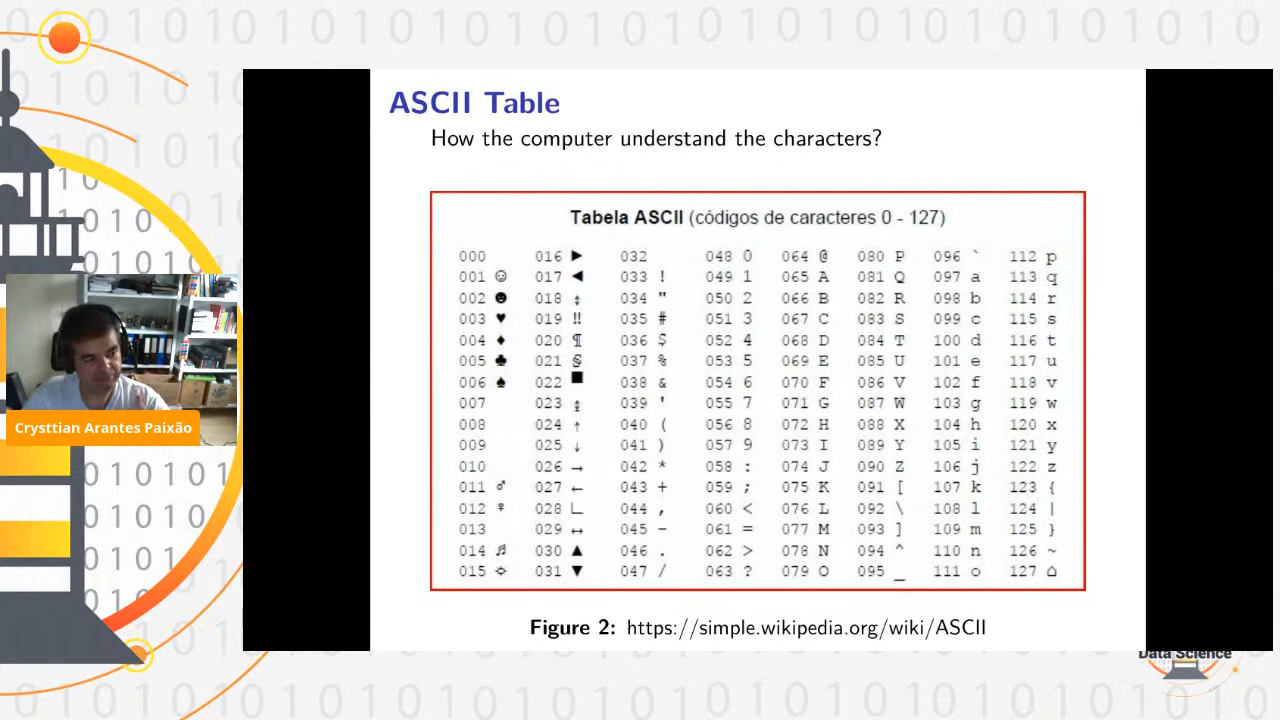 ASCII Table
How the computer understand the characters?
Tabela ASCII (códigos de caracteres 0 - 127)
000 016 ► 032 048 0 064 @ 080 P 096 ` 112 p
001 ☺ 017 ◄ 033 ! 049 1 065 A 081 Q 097 a 113 q
002 ☻ 018 ↕ 034 " 050 2 066 B 082 R 098 b 114 r
003 ♥ 019 ‼ 035 # 051 3 067 C 083 S 099 c 115 s
004 ♦ 020 ¶ 036 $ 052 4 068 D 084 T 100 d 116 t
005 ♣ 021 § 037 % 053 5 069 E 085 U 101 e 117 u
006 ♠ 022 ■ 038 & 054 6 070 F 086 V 102 f 118 v
007 023 ↨ 039 ' 055 7 071 G 087 W 103 g 119 w
008 024 ↑ 040 ( 056 8 072 H 088 X 104 h 120 x
009 025 ↓ 041 ) 057 9 073 I 089 Y 105 i 121 y
010 026 → 042 * 058 : 074 J 090 Z 106 j 122 z
011 ♂ 027 ← 043 + 059 ; 075 K 091 [ 107 k 123 {
012 ♀ 028 ∟ 044 , 060 < 076 L 092 \ 108 l 124 |
013 029 ↔ 045 - 061 = 077 M 093 ] 109 m 125 }
014 ♬ 030 ▲ 046 . 062 > 078 N 094 ^ 110 n 126 ~
015 ☼ 031 ▼ 047 / 063 ? 079 O 095 _ 111 o 127 ⌂
Figure 2: https://simple.wikipedia.org/wiki/ASCII
Crysttian Arantes Paixão
Data Science